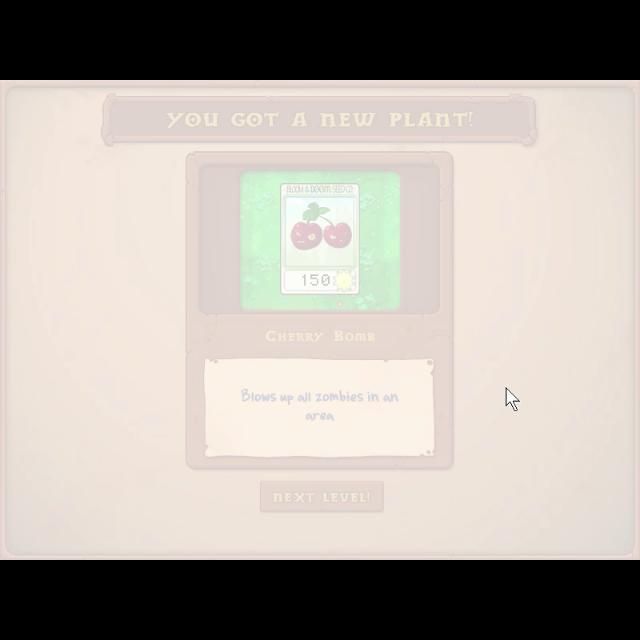 YOU GOT A NEW PLANT!
BLOOM & DOOM SEED CO.
150
Cherry Bomb
Blows up all zombies in an
area
NEXT LEVEL!